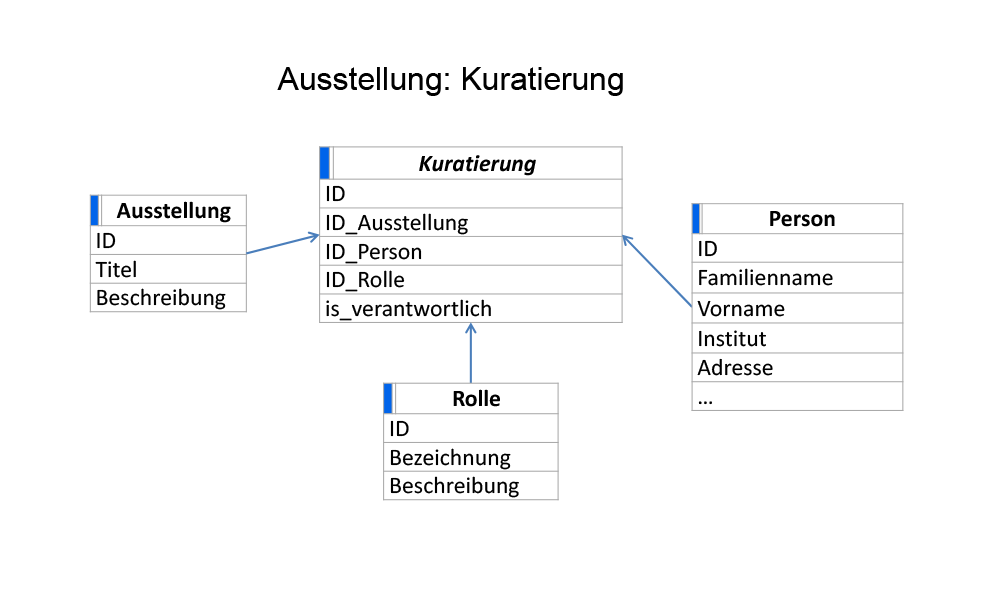 Ausstellung: Kuratierung
Kuratierung
ID
ID_Ausstellung
ID_Person
ID_Rolle
is_verantwortlich
Ausstellung
ID
Titel
Beschreibung
Person
ID
Familienname
Vorname
Institut
Adresse
...
Rolle
ID
Bezeichnung
Beschreibung